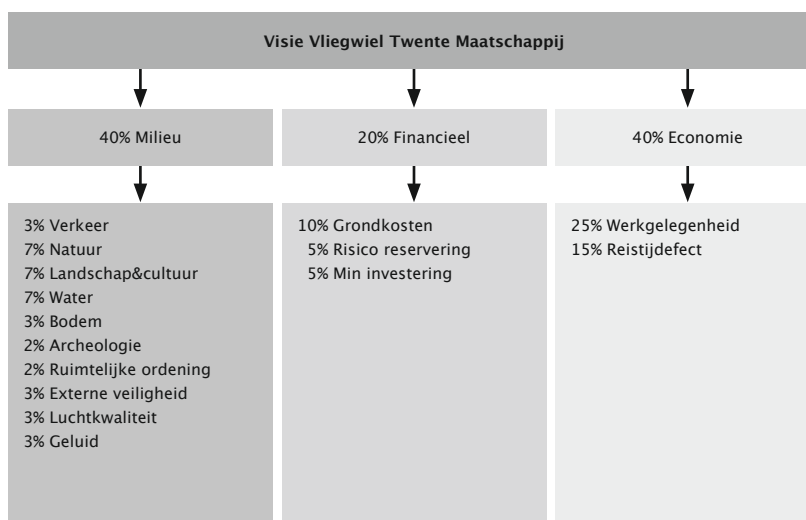 Visie Vliegwiel Twente Maatschappij
40% Milieu
3% Verkeer
7% Natuur
7% Landschap&cultuur
7% Water
3% Bodem
2% Archeologie
2% Ruimtelijke ordening
3% Externe veiligheid
3% Luchtkwaliteit
3% Geluid
20% Financieel
10% Grondkosten
5% Risico reservering
5% Min investering
40% Economie
25% Werkgelegenheid
15% Reistijdefect